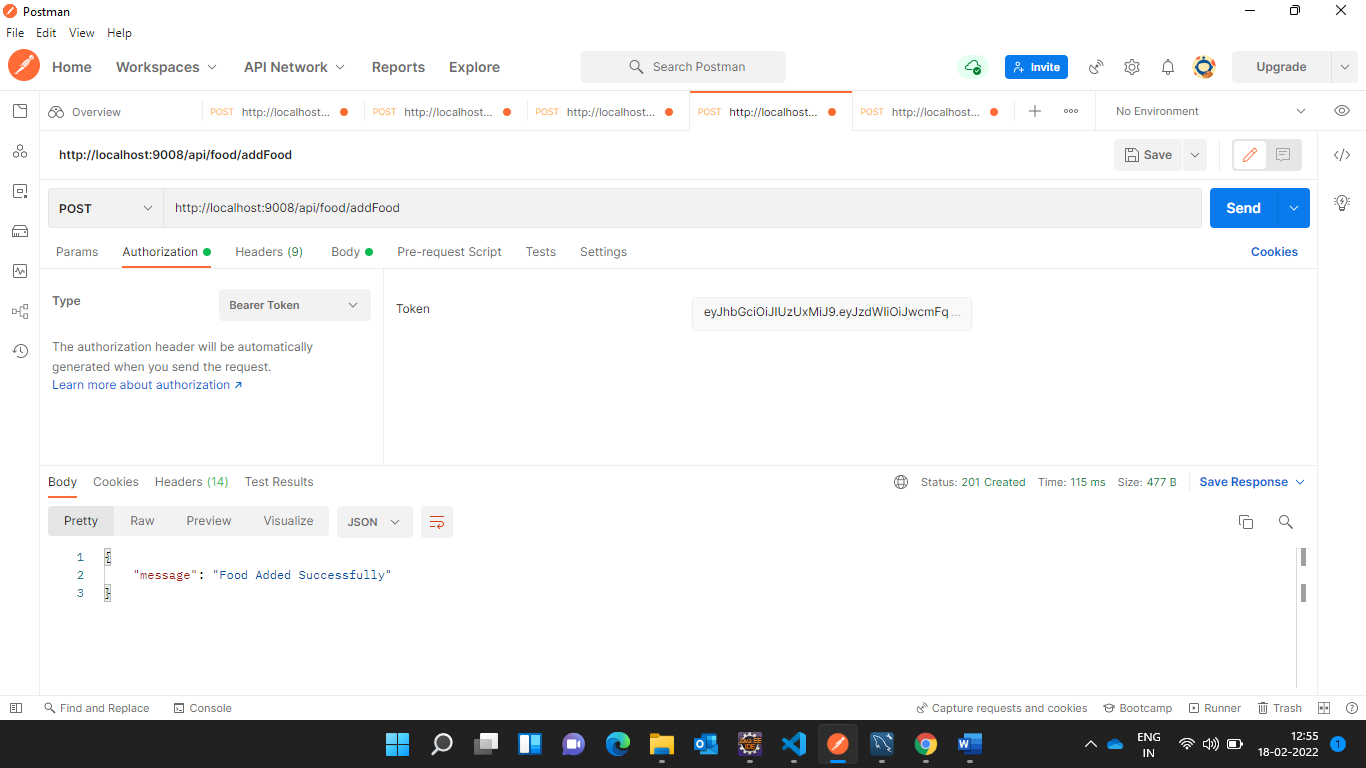 Postman
File Edit View Help
Home Workspaces API Network Reports Explore Search Postman Invite Upgrade
Overview POST http://localhost... POST http://localhost... POST http://localhost... POST http://localhost... POST http://localhost... No Environment
http://localhost:9008/api/food/addFood Save
POST http://localhost:9008/api/food/addFood Send
Params Authorization Headers (9) Body Pre-request Script Tests Settings Cookies
Type Bearer Token
Token eyJhbGciOiJIUzUxMiJ9.eyJzdWIiOiJwcmFq ...
The authorization header will be automatically
generated when you send the request.
Learn more about authorization ↗
Body Cookies Headers (14) Test Results Status: 201 Created Time: 115 ms Size: 477 B Save Response
Pretty Raw Preview Visualize JSON
1 {
2 "message": "Food Added Successfully"
3 }
Find and Replace Console Capture requests and cookies Bootcamp Runner Trash
ENG 12:55
IN 18-02-2022 1